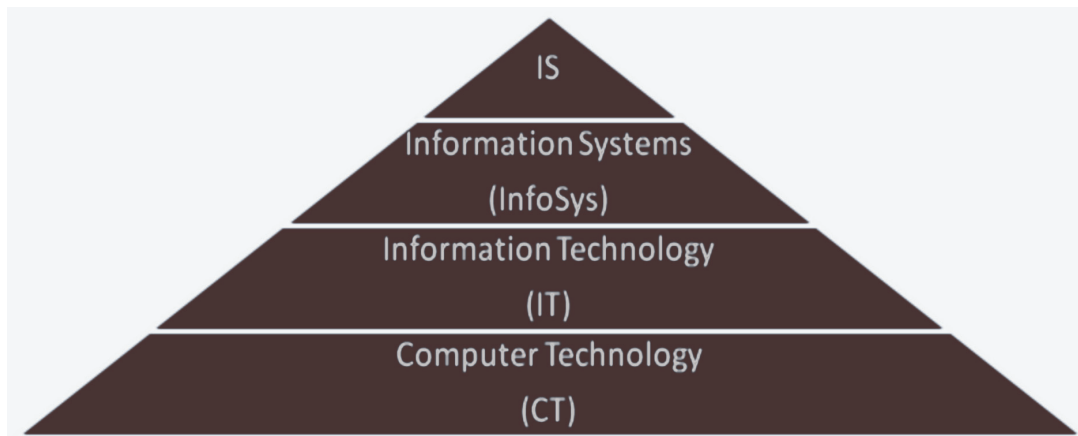 IS
Information Systems
(InfoSys)
Information Technology
(IT)
Computer Technology
(CT)